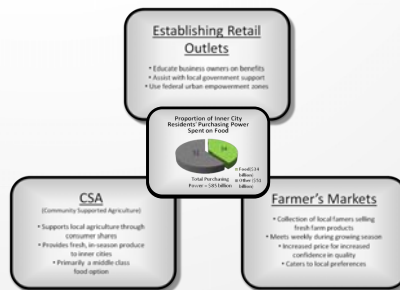 Establishing Retail
Outlets
• Educate business owners on benefits
• Assist with local government support
• Use federal urban empowerment zones
Proportion of Inner City
Residents' Purchasing Power
Spent on Food
Total Purchasing
Power = $85 billion
CSA
(Community Supported Agriculture)
• Supports local agriculture through
consumer shares
• Provides fresh, in-season produce
to inner cities
• Primarily a middle class
food option
Farmer's Markets
• Collection of local famers selling
fresh farm products
• Meets weekly during growing season
• Increased price for increased
confidence in quality
• Caters to local preferences